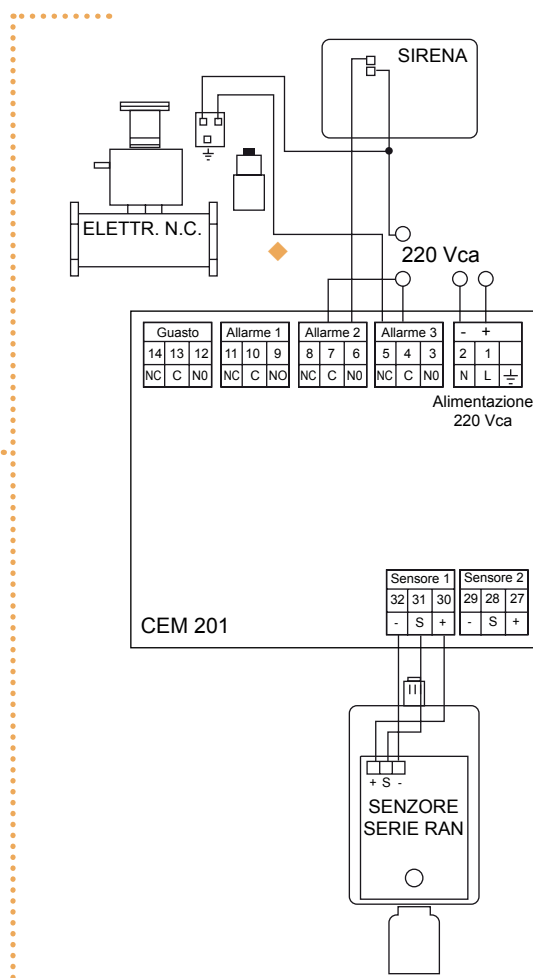 SIRENA
ELETTR. N.C.
220 Vca
Guasto
14 13 12
NC C N0
Allarme 1
11 10 9
NC C NO
Allarme 2
8 7 6
NC C N0
Allarme 3
5 4 3
NC C N0
- +
2 1
N L
Alimentazione
220 Vca
Sensore 1
32 31 30
- S +
Sensore 2
29 28 27
- S +
CEM 201
+ S -
SENZORE
SERIE RAN